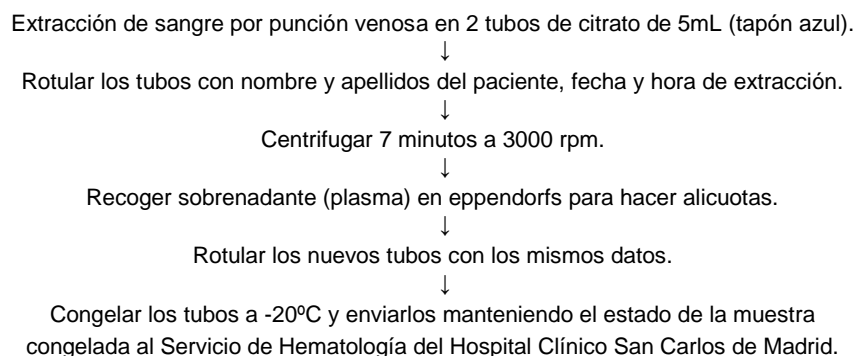 Extracción de sangre por punción venosa en 2 tubos de citrato de 5mL (tapón azul).
↓
Rotular los tubos con nombre y apellidos del paciente, fecha y hora de extracción.
↓
Centrifugar 7 minutos a 3000 rpm.
↓
Recoger sobrenadante (plasma) en eppendorfs para hacer alicuotas.
↓
Rotular los nuevos tubos con los mismos datos.
↓
Congelar los tubos a -20ºC y enviarlos manteniendo el estado de la muestra
congelada al Servicio de Hematología del Hospital Clínico San Carlos de Madrid.